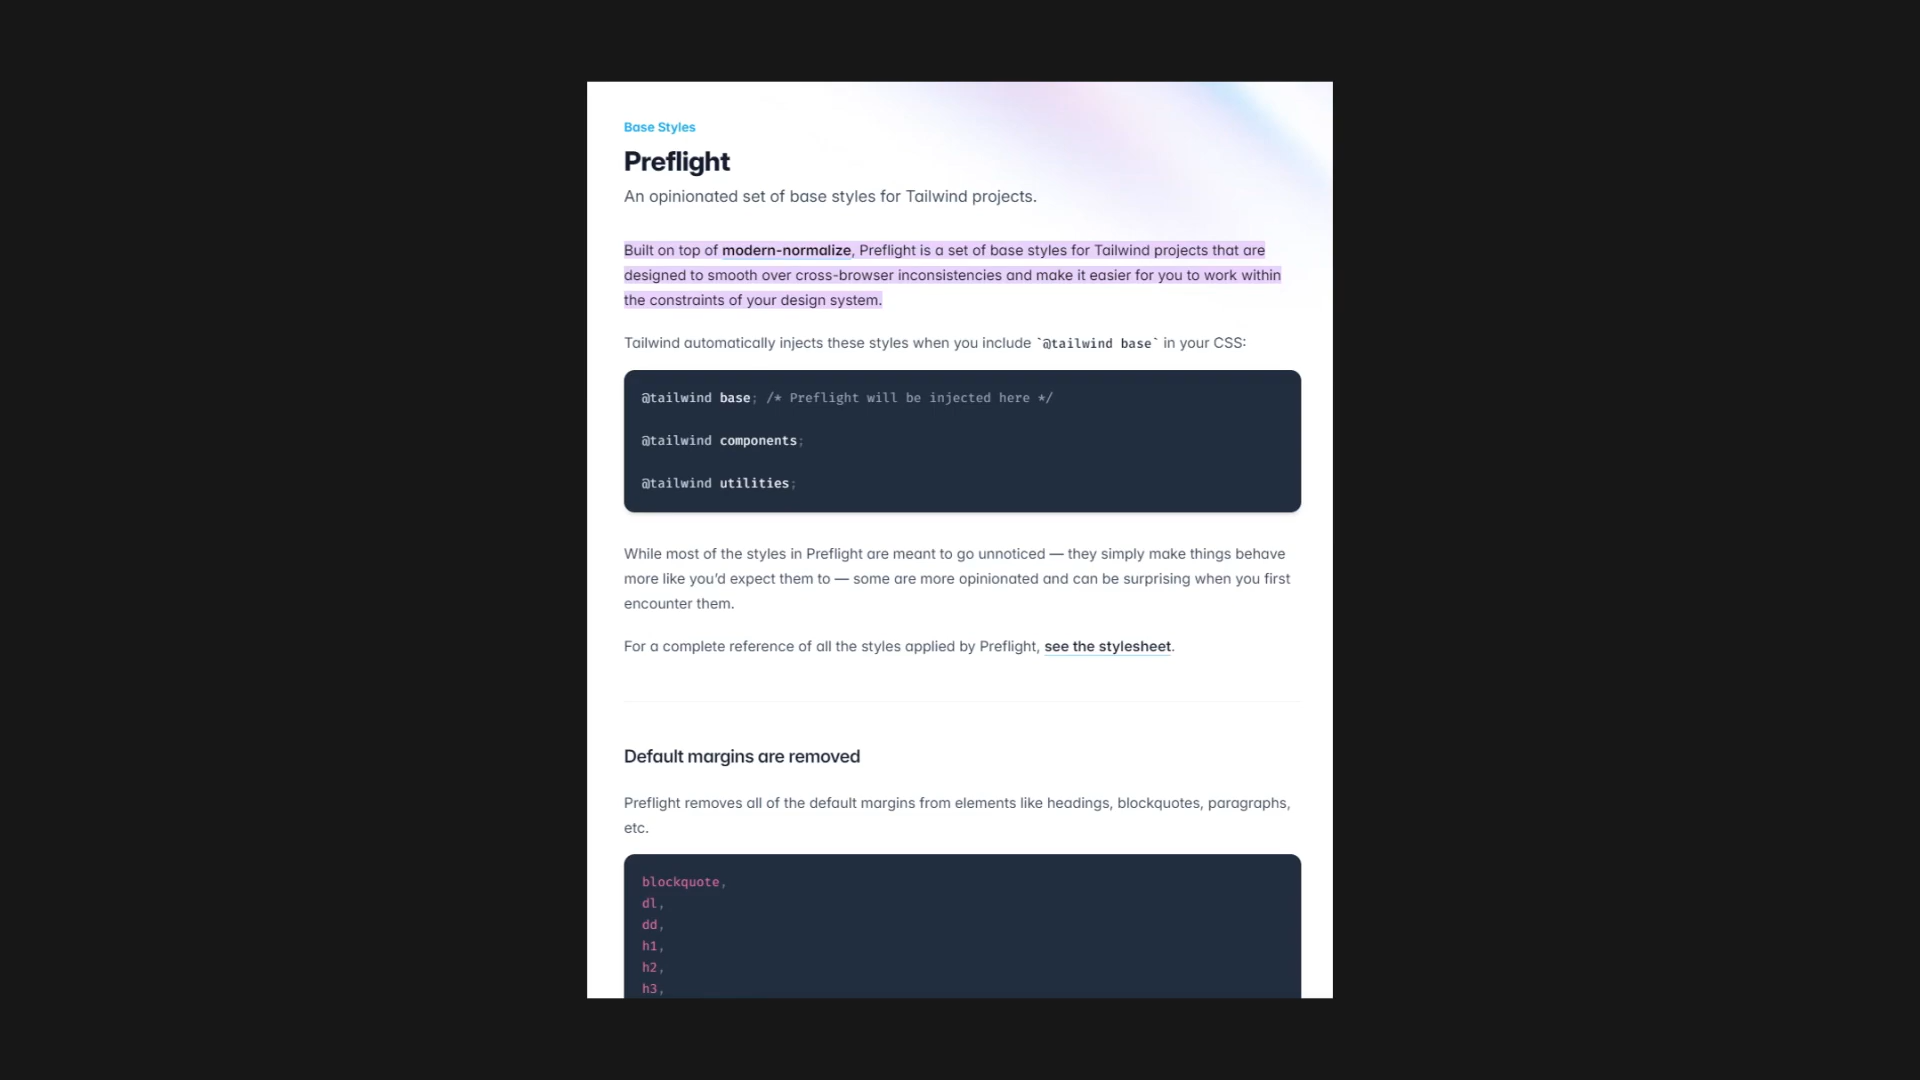 Base Styles
Preflight
An opinionated set of base styles for Tailwind projects.
Built on top of modern-normalize, Preflight is a set of base styles for Tailwind projects that are
designed to smooth over cross-browser inconsistencies and make it easier for you to work within
the constraints of your design system.
Tailwind automatically injects these styles when you include `@tailwind base` in your CSS:
@tailwind base; /* Preflight will be injected here */
@tailwind components;
@tailwind utilities;
While most of the styles in Preflight are meant to go unnoticed — they simply make things behave
more like you’d expect them to — some are more opinionated and can be surprising when you first
encounter them.
For a complete reference of all the styles applied by Preflight, see the stylesheet.
Default margins are removed
Preflight removes all of the default margins from elements like headings, blockquotes, paragraphs,
etc.
blockquote,
dl,
dd,
h1,
h2,
h3,